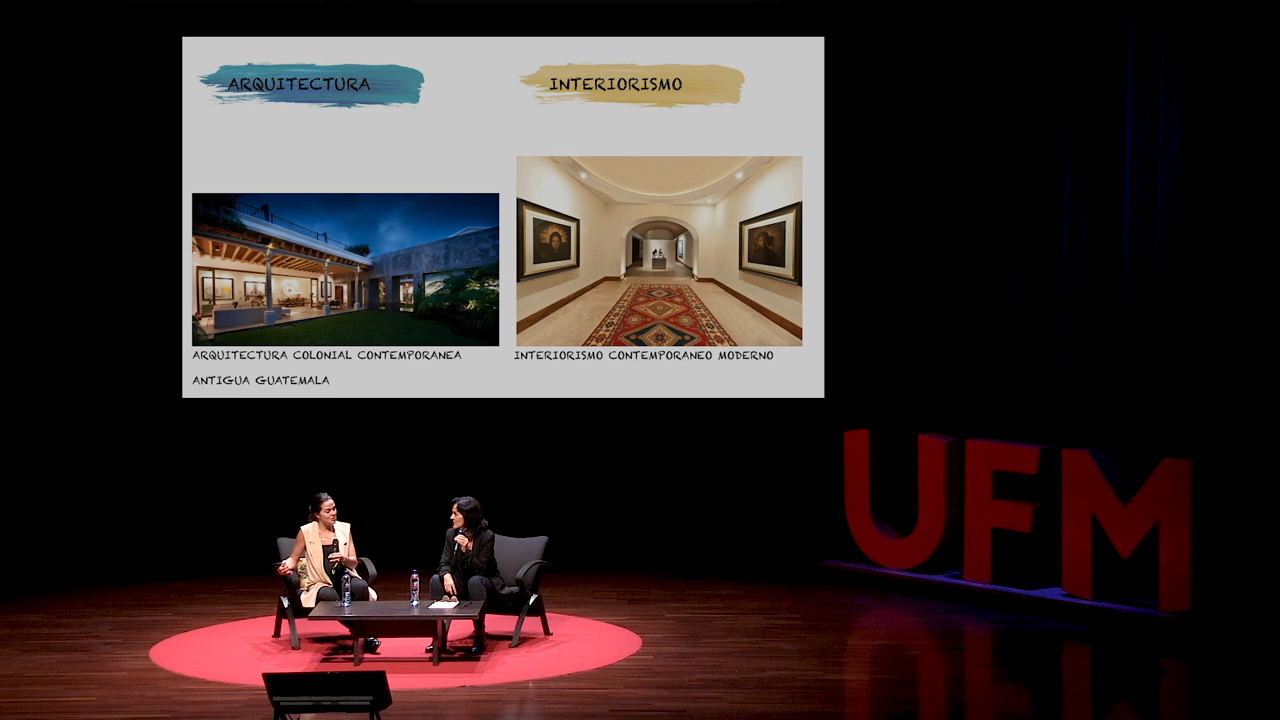 ARQUITECTURA
INTERIORISMO
ARQUITECTURA COLONIAL CONTEMPORANEA
ANTIGUA GUATEMALA
INTERIORISMO CONTEMPORANEO MODERNO
UFM